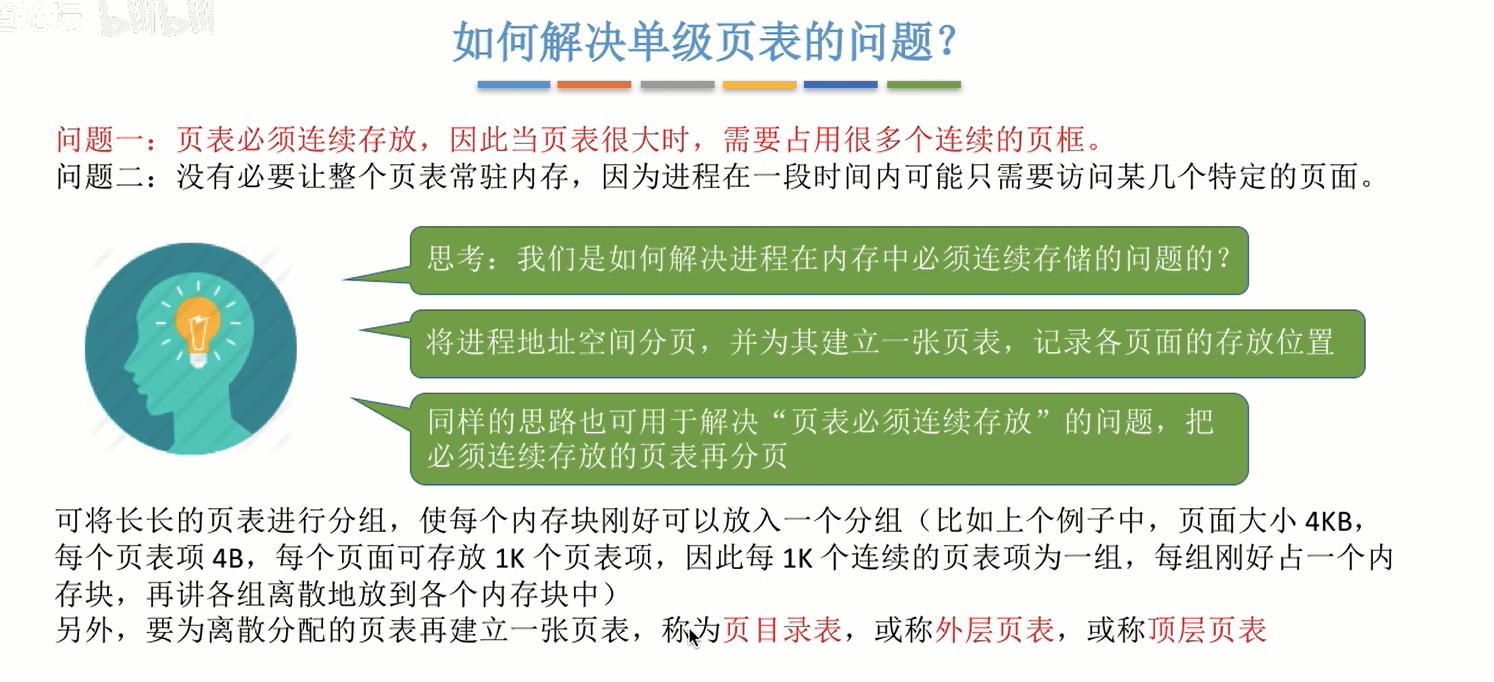 道论坛 bilibili
如何解决单级页表的问题？
问题一：页表必须连续存放，因此当页表很大时，需要占用很多个连续的页框。
问题二：没有必要让整个页表常驻内存，因为进程在一段时间内可能只需要访问某几个特定的页面。
思考：我们是如何解决进程在内存中必须连续存储的问题的？
将进程地址空间分页，并为其建立一张页表，记录各页面的存放位置
同样的思路也可用于解决“页表必须连续存放”的问题，把
必须连续存放的页表再分页
可将长长的页表进行分组，使每个内存块刚好可以放入一个分组（比如上个例子中，页面大小 4KB，
每个页表项 4B，每个页面可存放 1K 个页表项，因此每 1K 个连续的页表项为一组，每组刚好占一个内
存块，再讲各组离散地放到各个内存块中）
另外，要为离散分配的页表再建立一张页表，称为页目录表，或称外层页表，或称顶层页表